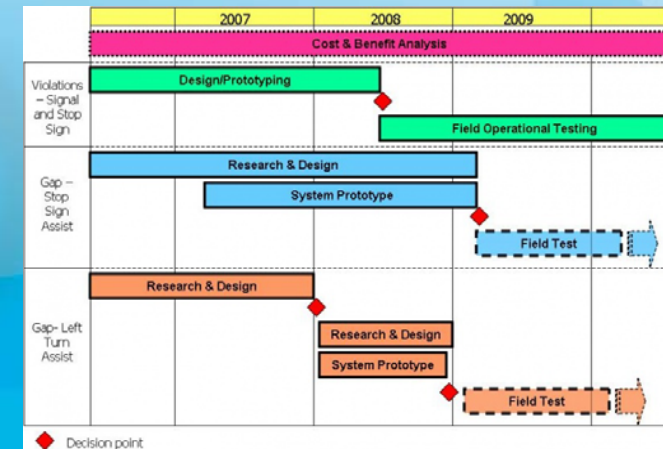 2007 2008 2009
Cost & Benefit Analysis
Violations
– Signal
and Stop
Sign
Design/Prototyping
Field Operational Testing
Gap –
Stop
Sign
Assist
Research & Design
System Prototype
Field Test
Gap- Left
Turn
Assist
Research & Design
Research & Design
System Prototype
Field Test
Decision point